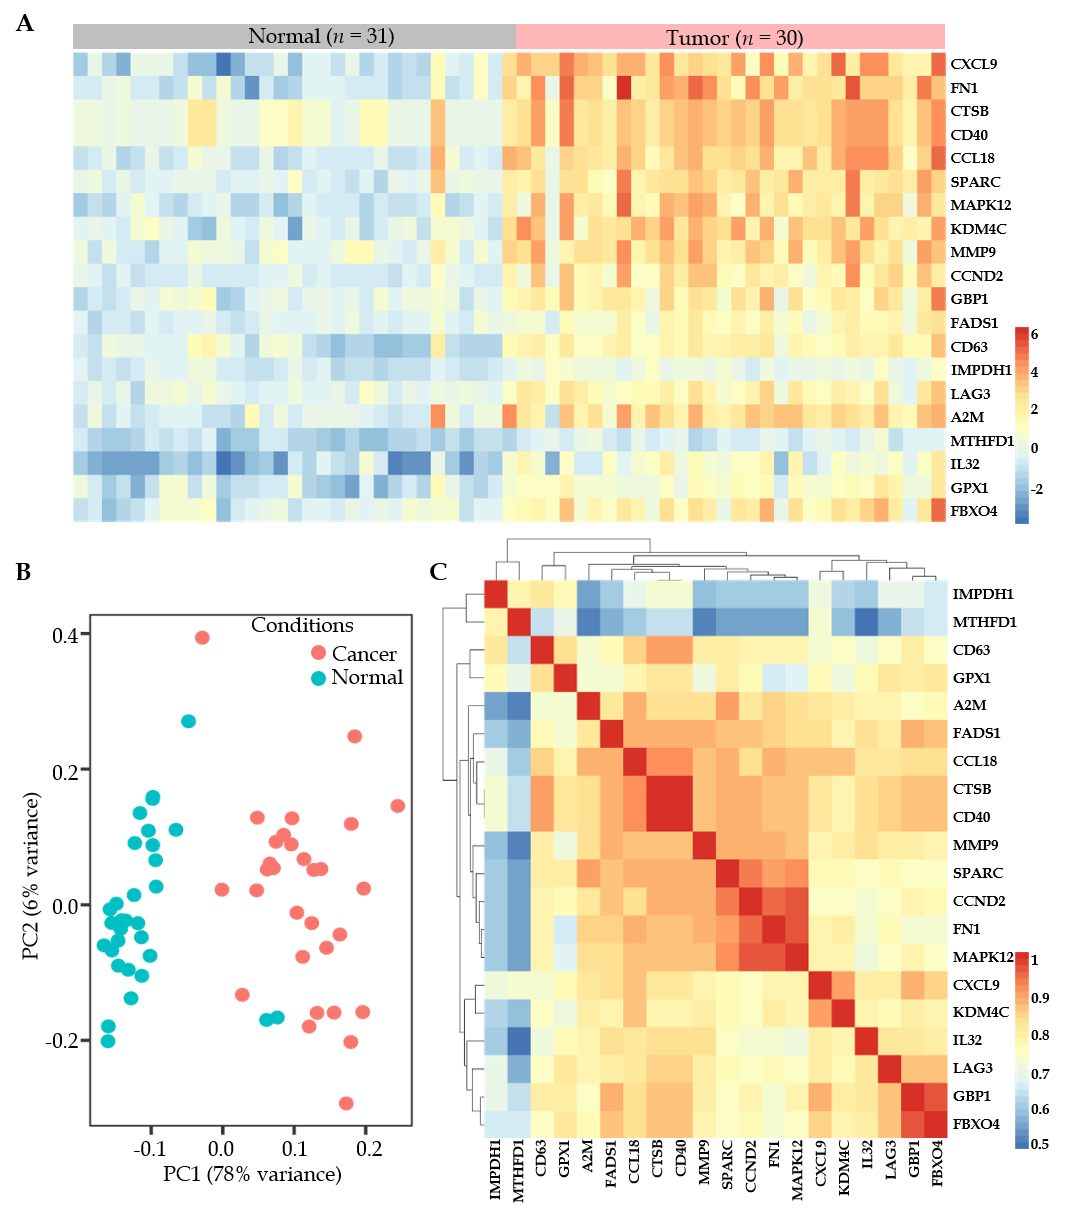 A
Normal (n = 31)
Tumor (n = 30)
CXCL9
FN1
CTSB
CD40
CCL18
SPARC
MAPK12
KDM4C
MMP9
CCND2
GBP1
FADS1
CD63
IMPDH1
LAG3
A2M
MTHFD1
IL32
GPX1
FBXO4
6
4
2
0
-2
B
Conditions
Cancer
Normal
0.4
0.2
0.0
-0.2
PC2 (6% variance)
-0.1
0.0
0.1
0.2
PC1 (78% variance)
C
IMPDH1
MTHFD1
CD63
GPX1
A2M
FADS1
CCL18
CTSB
CD40
MMP9
SPARC
CCND2
FN1
MAPK12
CXCL9
KDM4C
IL32
LAG3
GBP1
FBXO4
IMPDH1
MTHFD1
CD63
GPX1
A2M
FADS1
CCL18
CTSB
CD40
MMP9
SPARC
CCND2
FN1
MAPK12
CXCL9
KDM4C
IL32
LAG3
GBP1
FBXO4
1
0.9
0.8
0.7
0.6
0.5